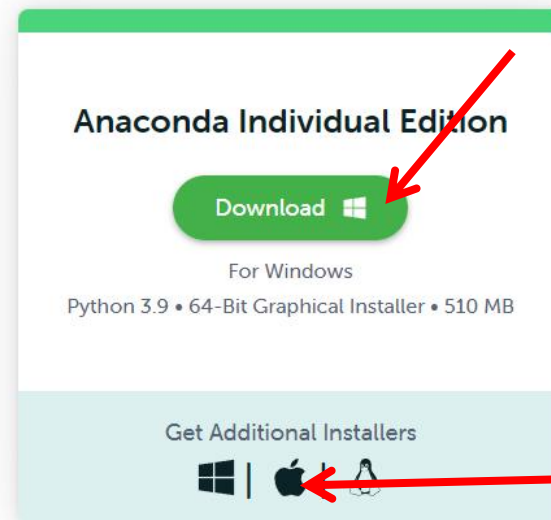 Anaconda Individual Edition
Download
For Windows
Python 3.9 • 64-Bit Graphical Installer • 510 MB
Get Additional Installers